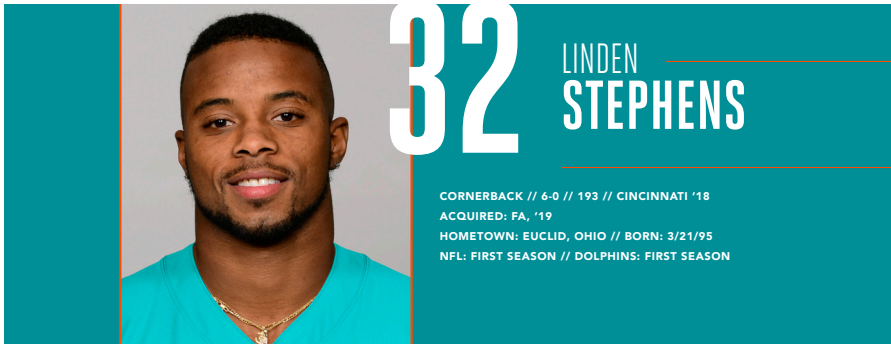 32
LINDEN
STEPHENS
CORNERBACK // 6-0 // 193 // CINCINNATI ’18
ACQUIRED: FA, ‘19
HOMETOWN: EUCLID, OHIO // BORN: 3/21/95
NFL: FIRST SEASON // DOLPHINS: FIRST SEASON